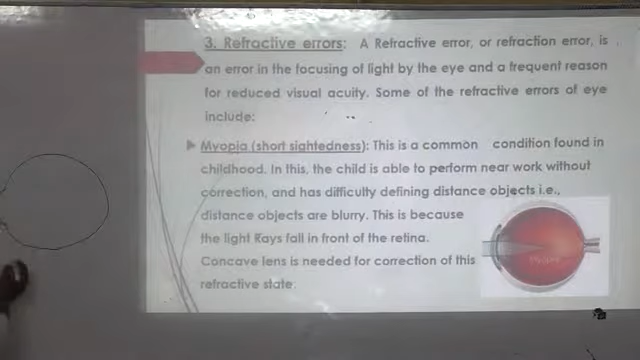 3. Refractive errors: A Refractive error, or refraction error, is
an error in the focusing of light by the eye and a frequent reason
for reduced visual acuity. Some of the refractive errors of eye
include:
Myopia (short sightedness): This is a common condition found in
childhood. In this, the child is able to perform near work without
correction, and has difficulty defining distance objects i.e.,
distance objects are blurry. This is because
the light Rays fall in front of the retina.
Concave lens is needed for correction of this
refractive state.
Myopia